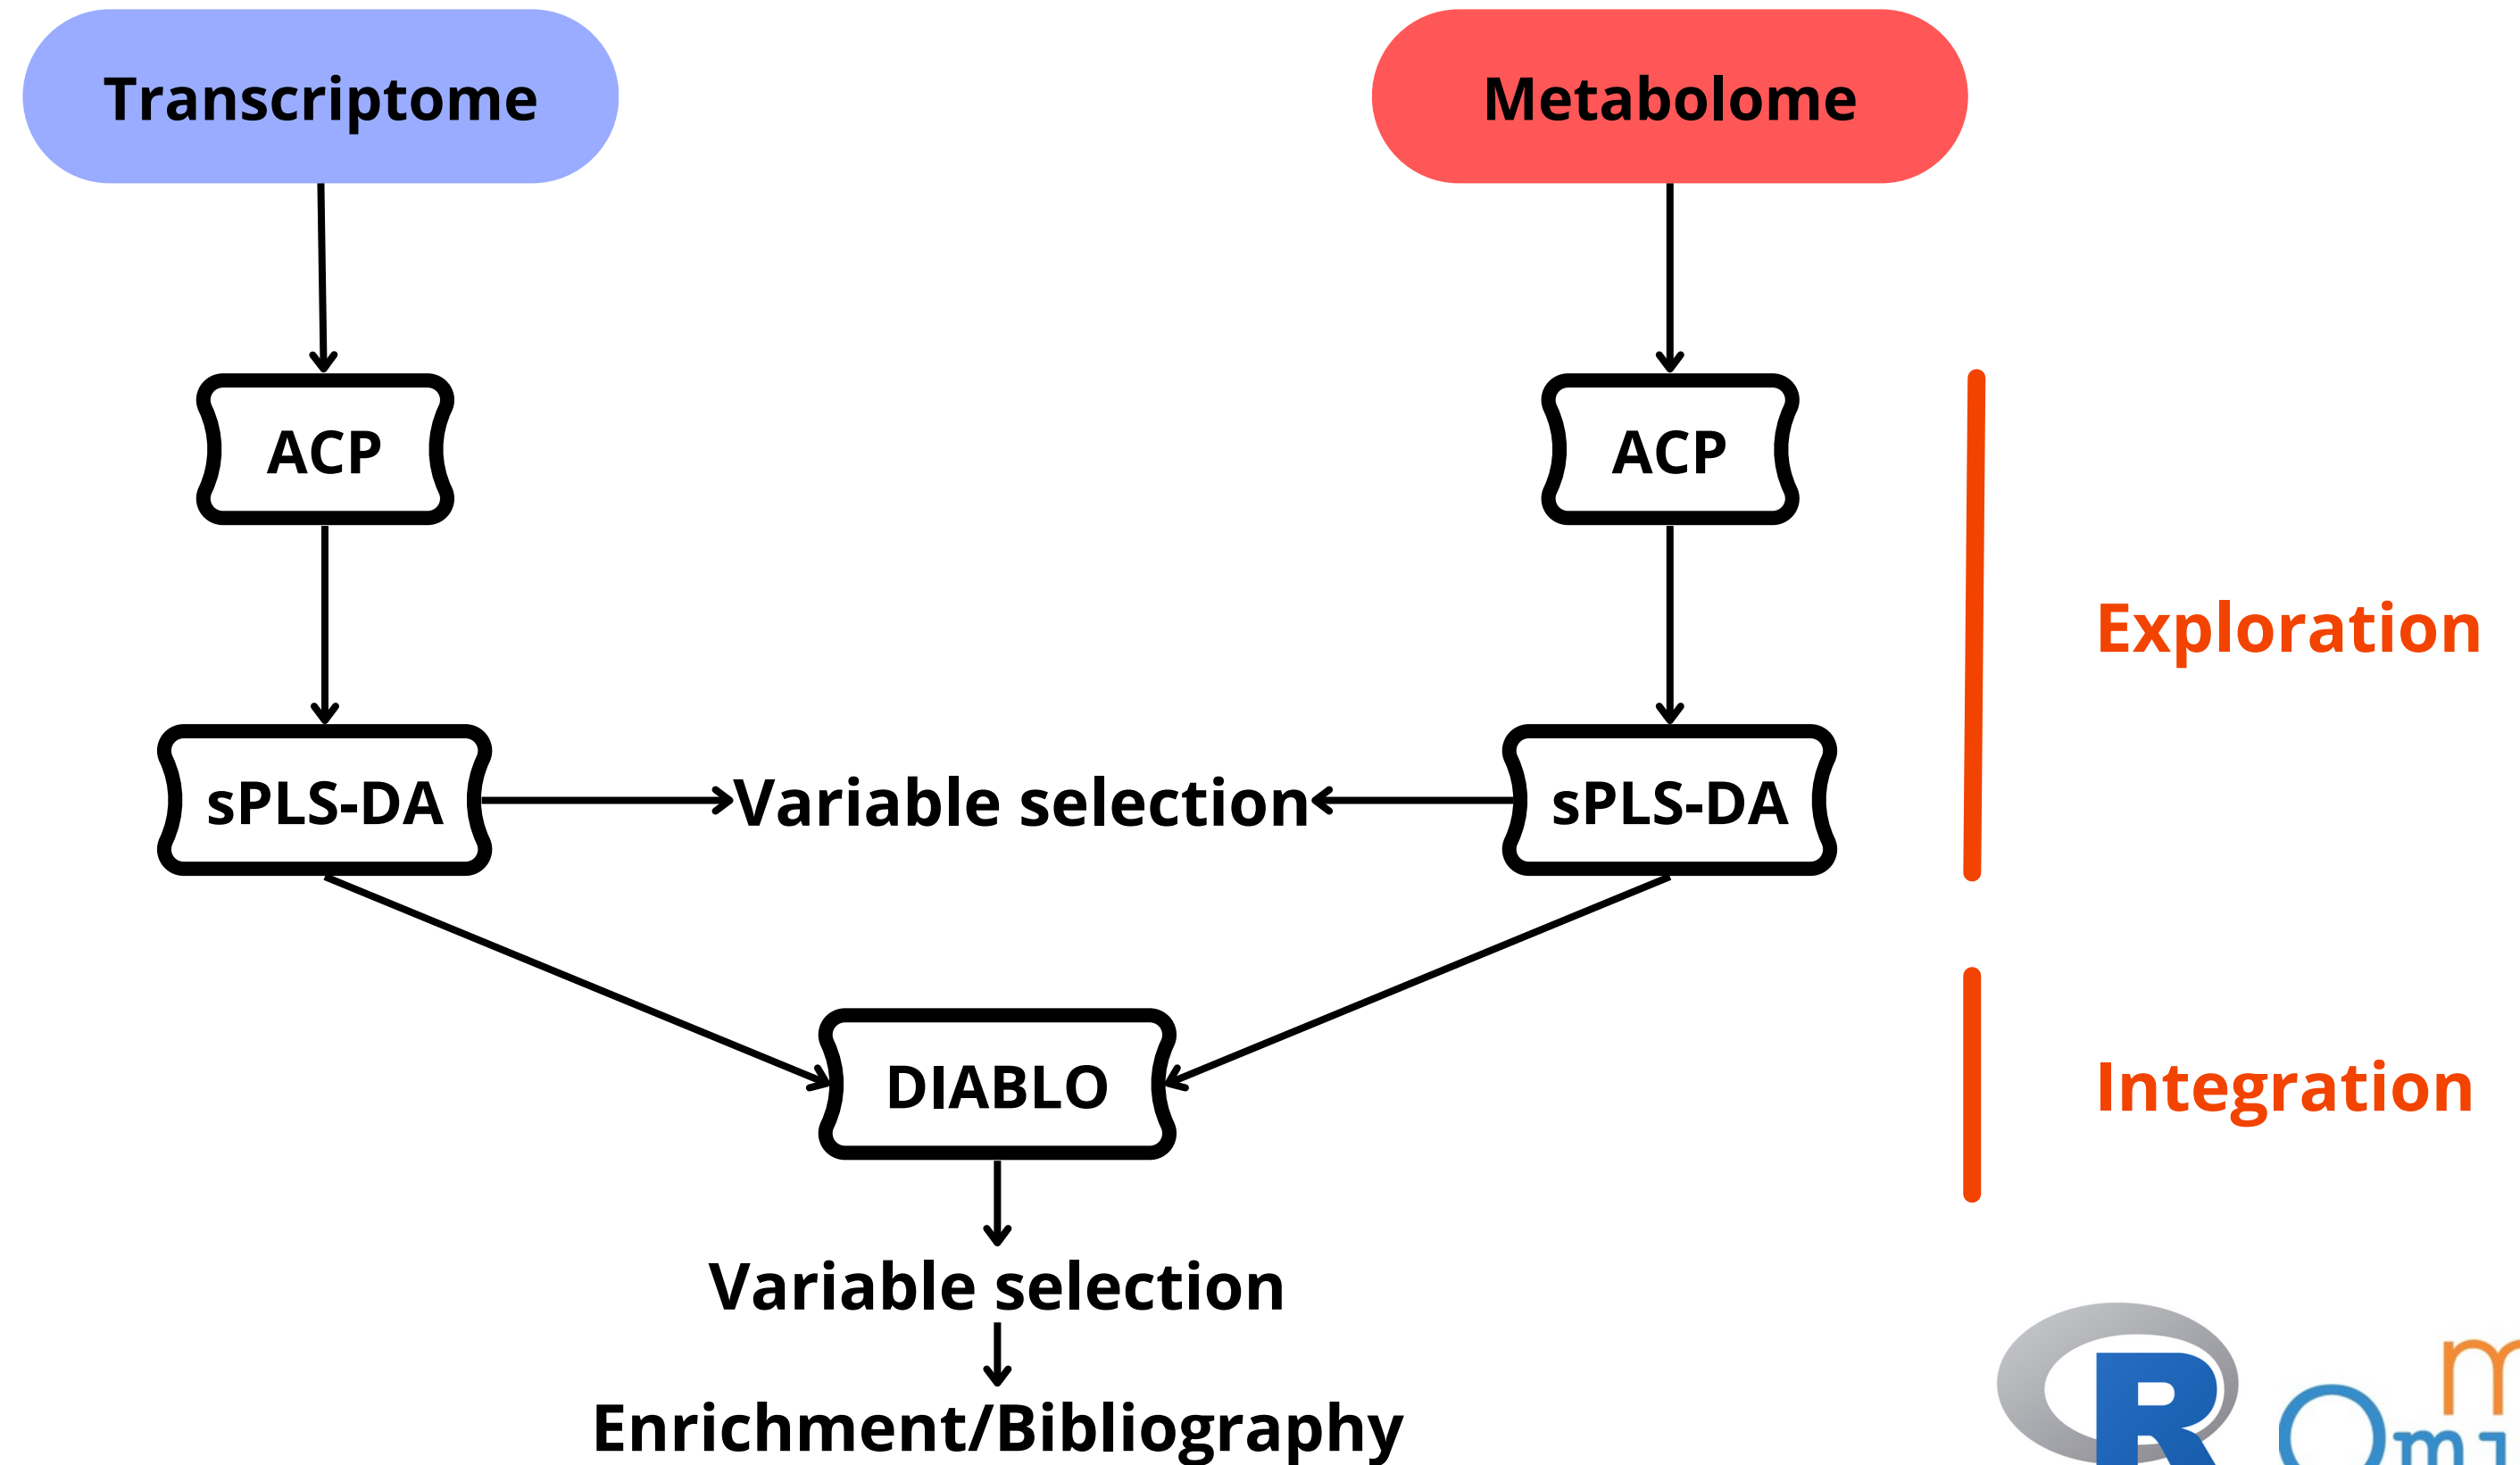 Transcriptome
Metabolome
ACP
ACP
Exploration
sPLS-DA
Variable selection
sPLS-DA
DIABLO
Integration
Variable selection
Enrichment/Bibliography
R